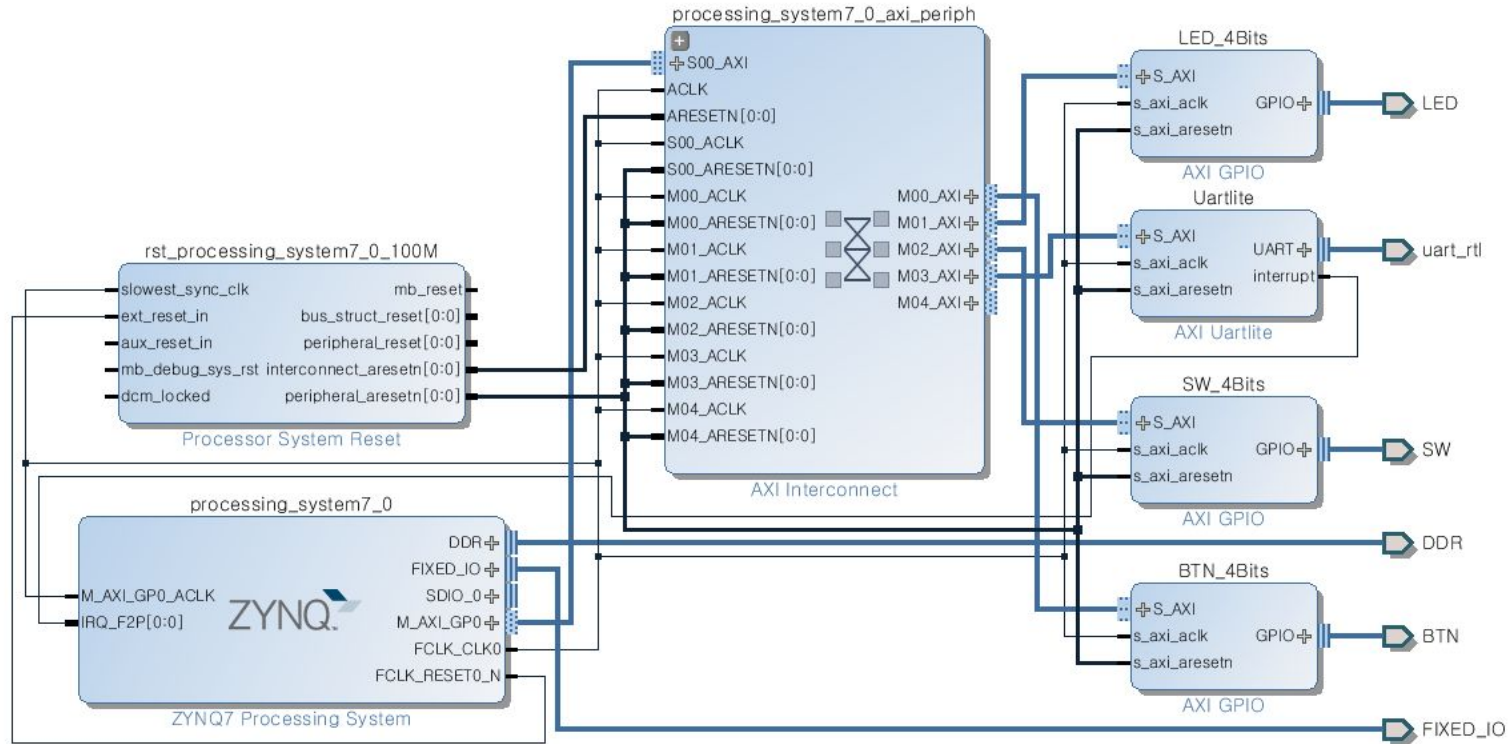 processing_system7_0_axi_periph
S00_AXI
ACLK
ARESETN[0:0]
S00_ACLK
S00_ARESETN[0:0]
M00_ACLK
M00_ARESETN[0:0]
M01_ACLK
M01_ARESETN[0:0]
M02_ACLK
M02_ARESETN[0:0]
M03_ACLK
M03_ARESETN[0:0]
M04_ACLK
M04_ARESETN[0:0]
M00_AXI
M01_AXI
M02_AXI
M03_AXI
M04_AXI
AXI Interconnect
rst_processing_system7_0_100M
slowest_sync_clk
ext_reset_in
aux_reset_in
mb_debug_sys_rst
dcm_locked
mb_reset
bus_struct_reset[0:0]
peripheral_reset[0:0]
interconnect_aresetn[0:0]
peripheral_aresetn[0:0]
Processor System Reset
processing_system7_0
M_AXI_GP0_ACLK
IRQ_F2P[0:0]
ZYNQ
DDR
FIXED_IO
SDIO_0
M_AXI_GP0
FCLK_CLK0
FCLK_RESET0_N
ZYNQ7 Processing System
LED_4Bits
S_AXI
s_axi_aclk
s_axi_aresetn
GPIO
AXI GPIO
LED
Uartlite
S_AXI
s_axi_aclk
s_axi_aresetn
UART
interrupt
AXI Uartlite
uart_rtl
SW_4Bits
S_AXI
s_axi_aclk
s_axi_aresetn
GPIO
AXI GPIO
SW
DDR
BTN_4Bits
S_AXI
s_axi_aclk
s_axi_aresetn
GPIO
AXI GPIO
BTN
FIXED_IO